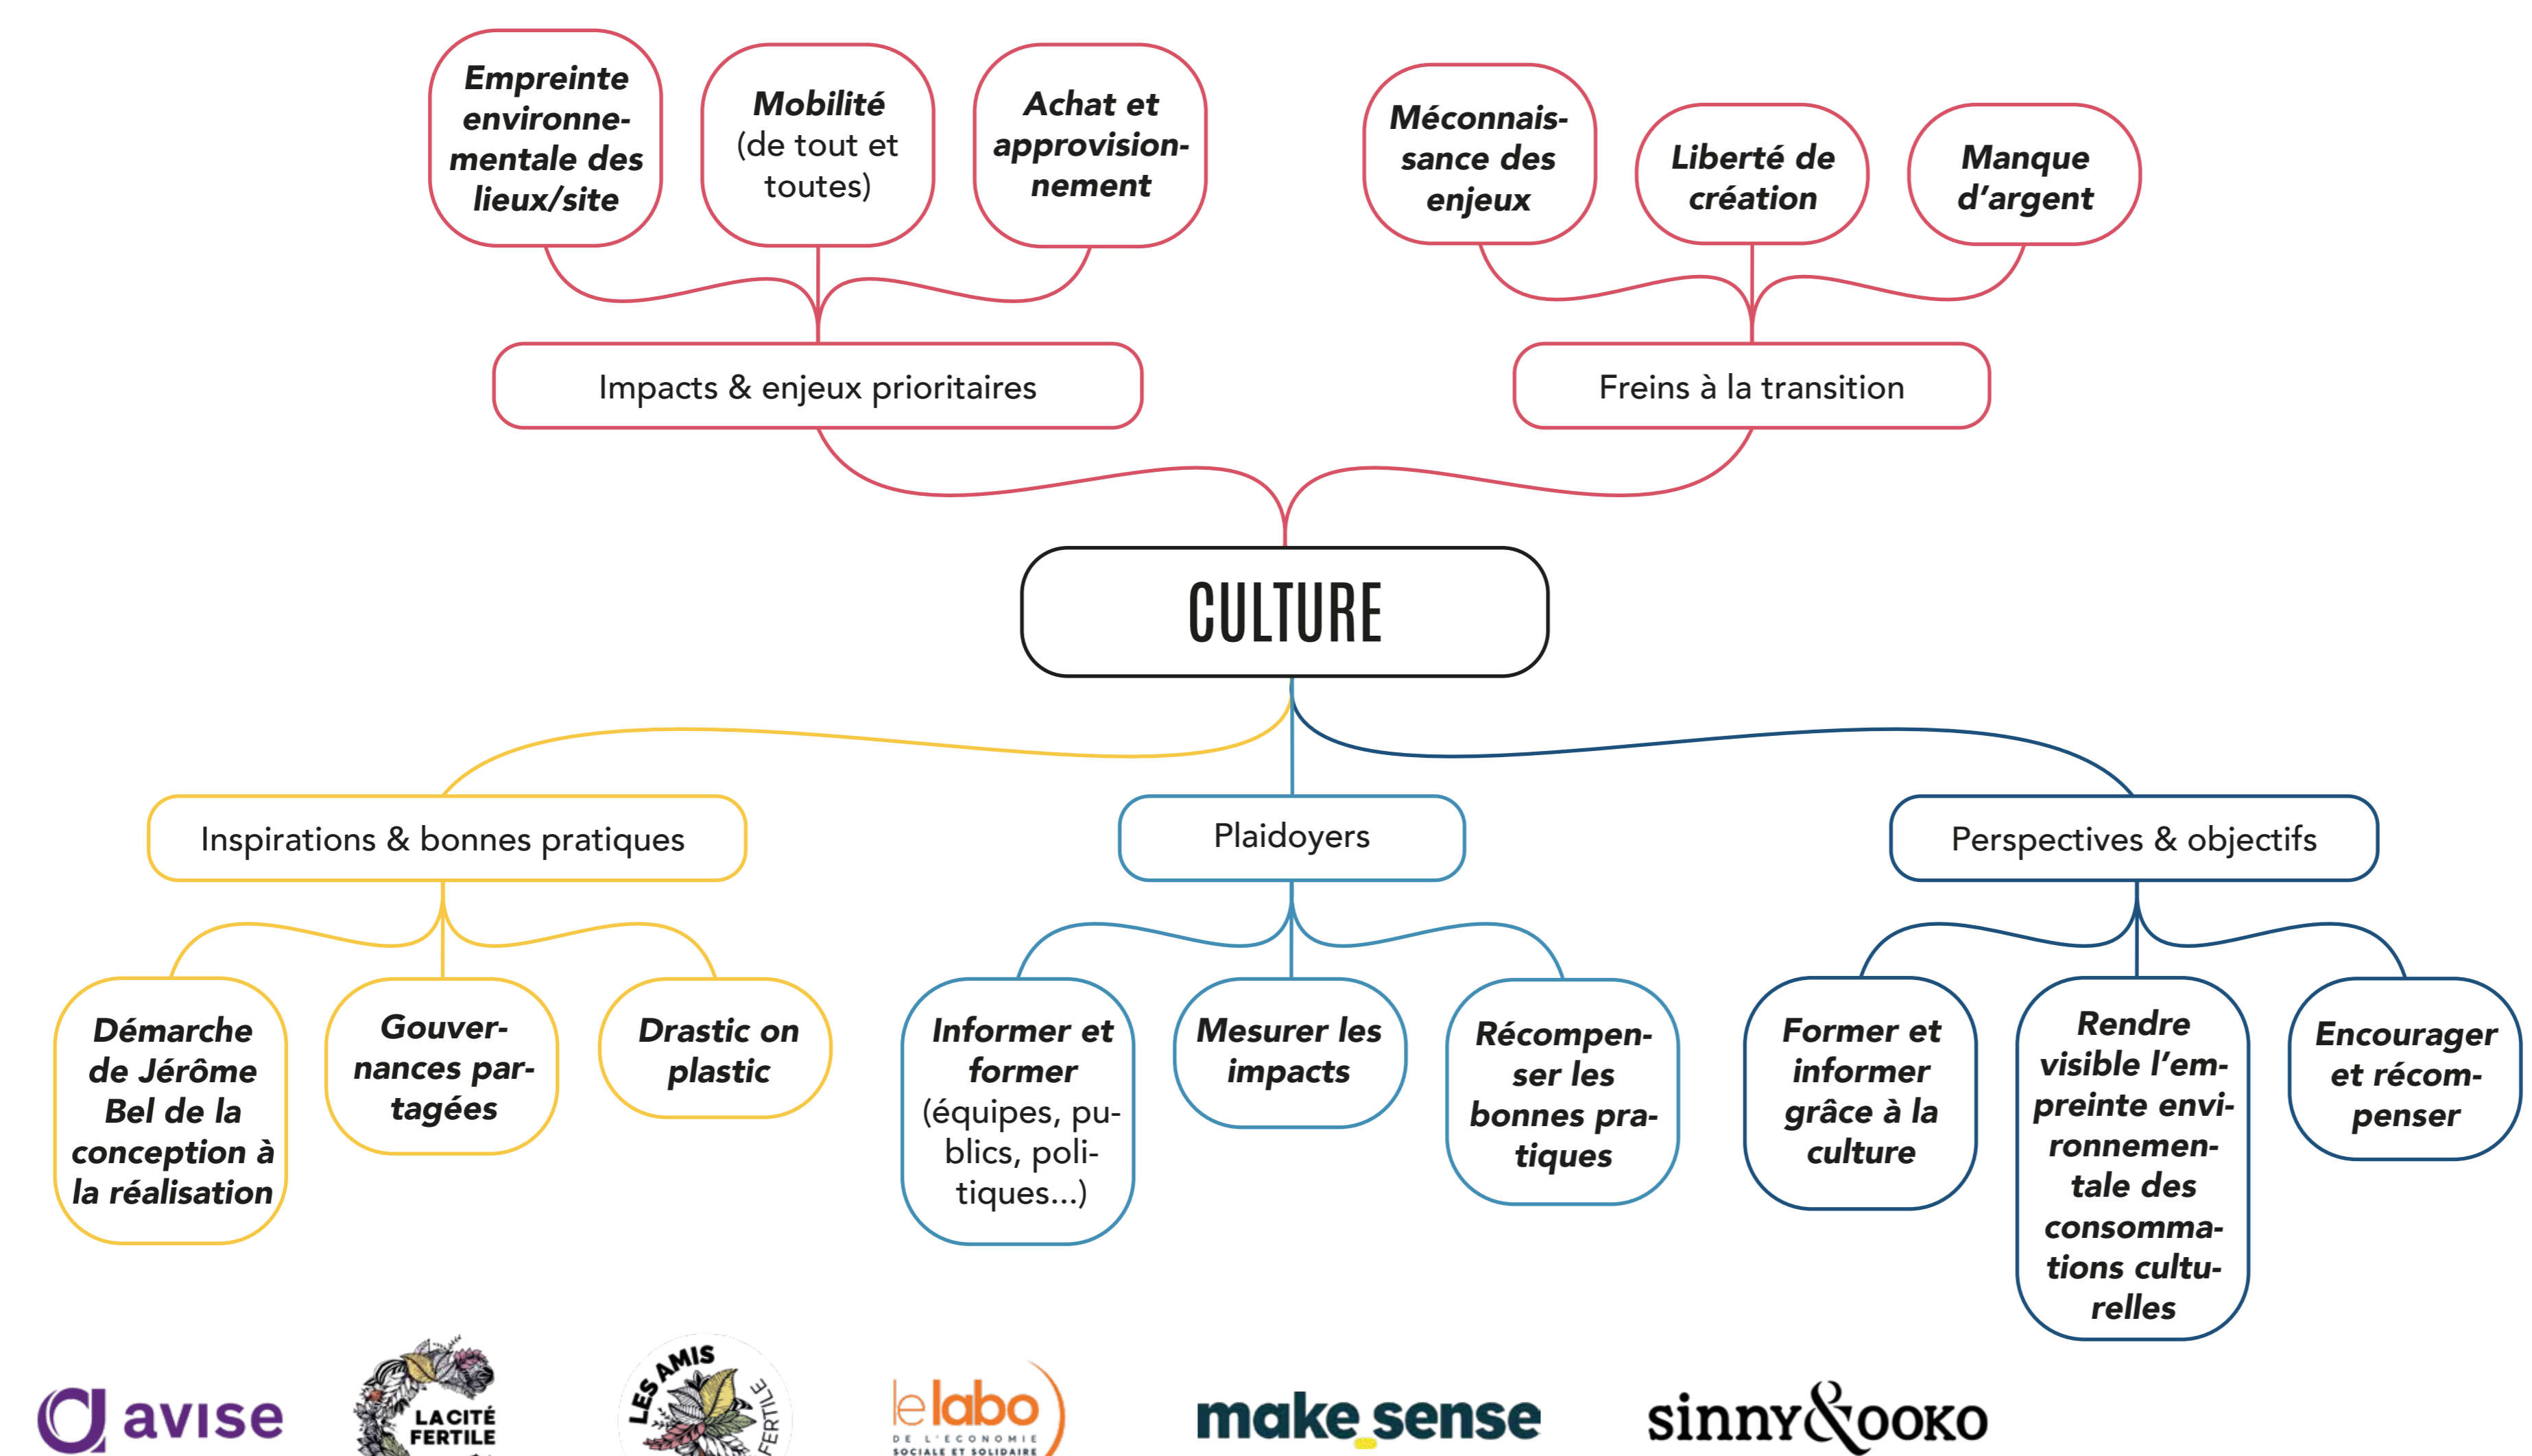 Empreinte
environne-
mentale des
lieux/site
Mobilité
(de tout et
toutes)
Achat et
approvision-
nement
Méconnais-
sance des
enjeux
Liberté de
création
Manque
d'argent
Impacts & enjeux prioritaires
Freins à la transition
CULTURE
Inspirations & bonnes pratiques
Plaidoyers
Perspectives & objectifs
Démarche
de Jérôme
Bel de la
conception à
la réalisation
Gouver-
nances par-
tagées
Drastic on
plastic
Informer et
former
(équipes, pu-
blics, poli-
tiques...)
Mesurer les
impacts
Récompen-
ser les
bonnes pra-
tiques
Former et
informer
grâce à la
culture
Rendre
visible l'em-
preinte envi-
ronnemen-
tale des
consomma-
tions cultu-
relles
Encourager
et récom-
penser
avise
LA CITÉ
FERTILE
LES AMIS
FERTILE
le labo
DE L'ECONOMIE
SOCIALE ET SOLIDAIRE
make_sense
sinny&ooko